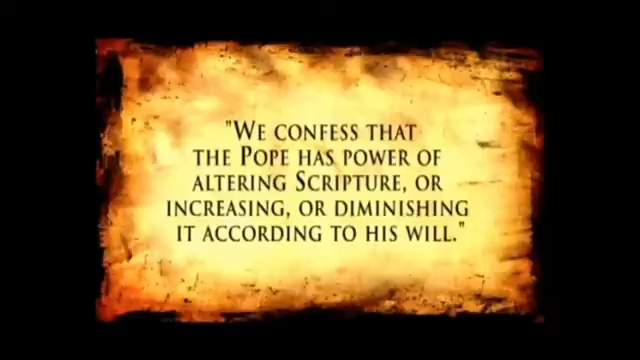 "We confess that
the Pope has power of
altering Scripture, or
increasing, or diminishing
it according to his will."